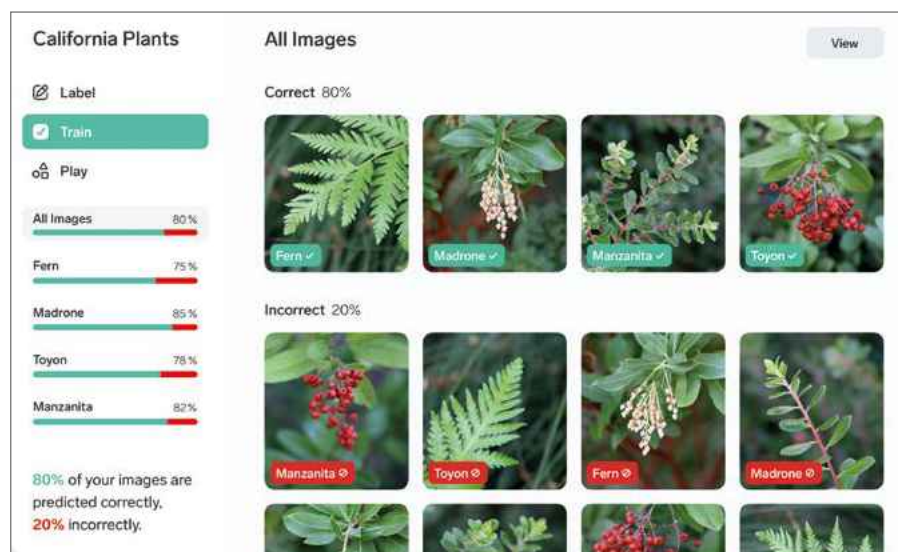 California Plants
Label
Train
Play
All Images 80%
Fern 75%
Madrone 85%
Toyon 78%
Manzanita 82%
80% of your images are
predicted correctly,
20% incorrectly.
All Images
View
Correct 80%
Fern
Madrone
Manzanita
Toyon
Incorrect 20%
Manzanita
Toyon
Fern
Madrone